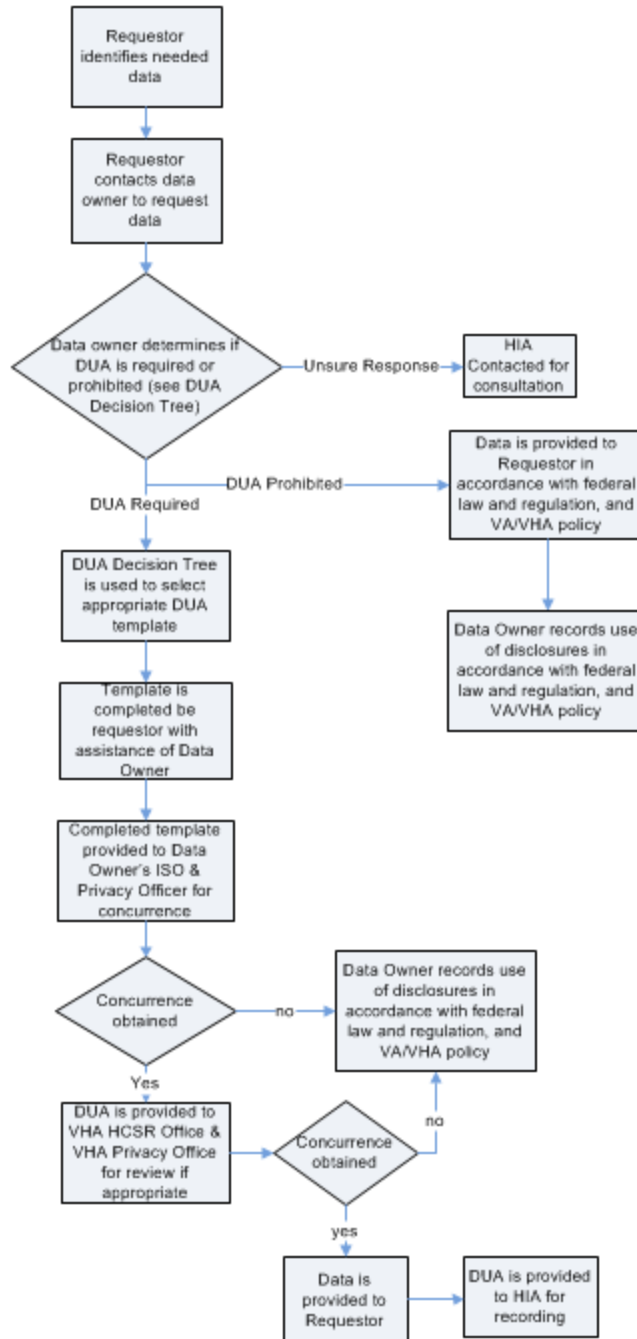 Requestor
identifies needed
data
Requestor
contacts data
owner to request
data
Data owner determines if
DUA is required or
prohibited (see DUA
Decision Tree)
Unsure Response
HIA
Contacted for
consultation
DUA Prohibited
Data is provided to
Requestor in
accordance with federal
law and regulation, and
VA/VHA policy
DUA Required
DUA Decision Tree
is used to select
appropriate DUA
template
Data Owner records use
of disclosures in
accordance with federal
law and regulation, and
VA/VHA policy
Template is
completed be
requestor with
assistance of Data
Owner
Completed template
provided to Data
Owner's ISO &
Privacy Officer for
concurrence
Concurrence
obtained
no
Data Owner records use
of disclosures in
accordance with federal
law and regulation, and
VA/VHA policy
Yes
DUA is provided to
VHA HCSR Office &
VHA Privacy Office
for review if
appropriate
Concurrence
obtained
no
yes
Data is
provided to
Requestor
DUA is provided
to HIA for
recording